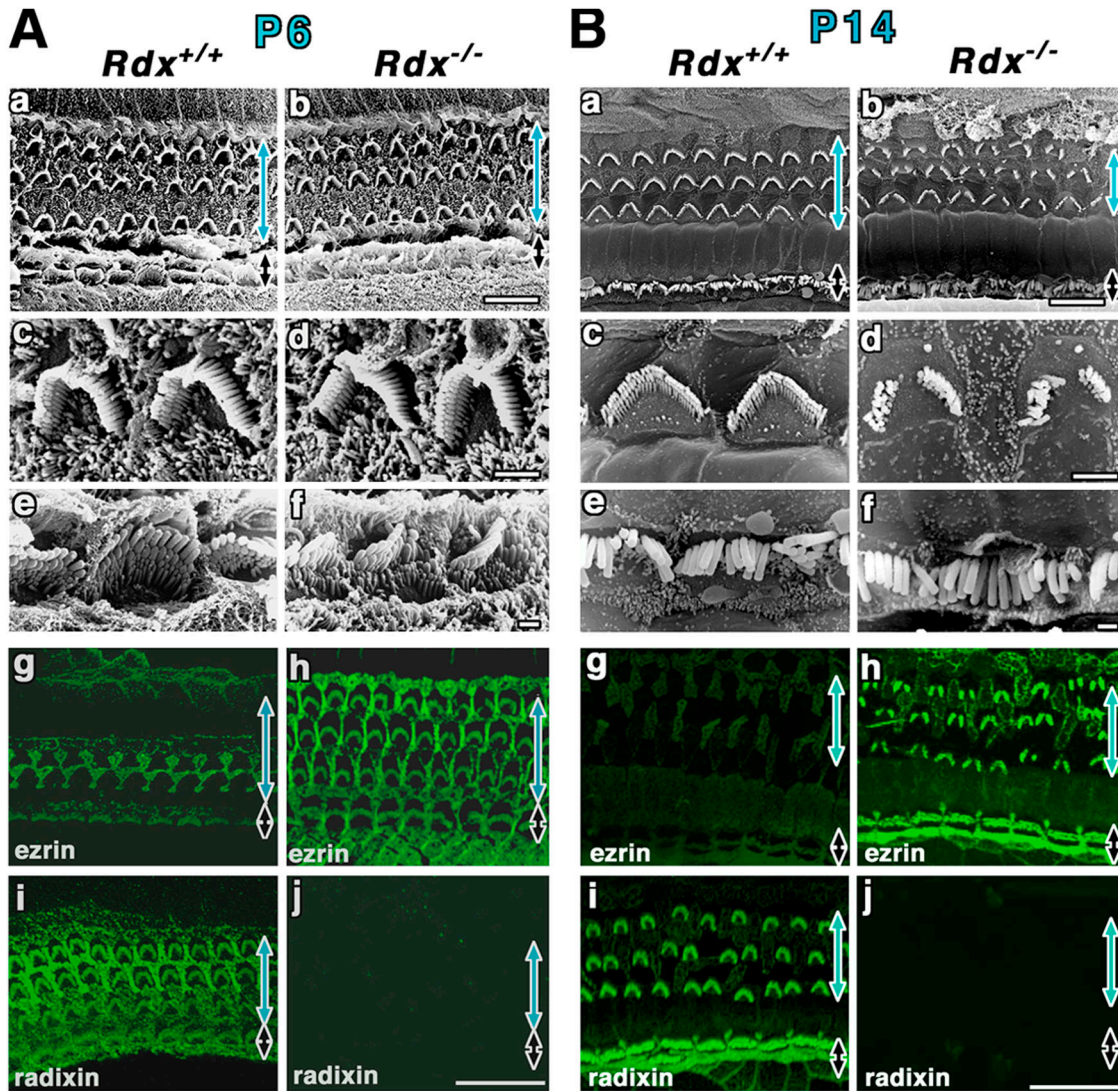 A P6 B P14
Rdx+/+ Rdx-/- Rdx+/+ Rdx-/-
a b a b
c d c d
e f e f
g h g h
ezrin ezrin ezrin ezrin
i j i j
radixin radixin radixin radixin